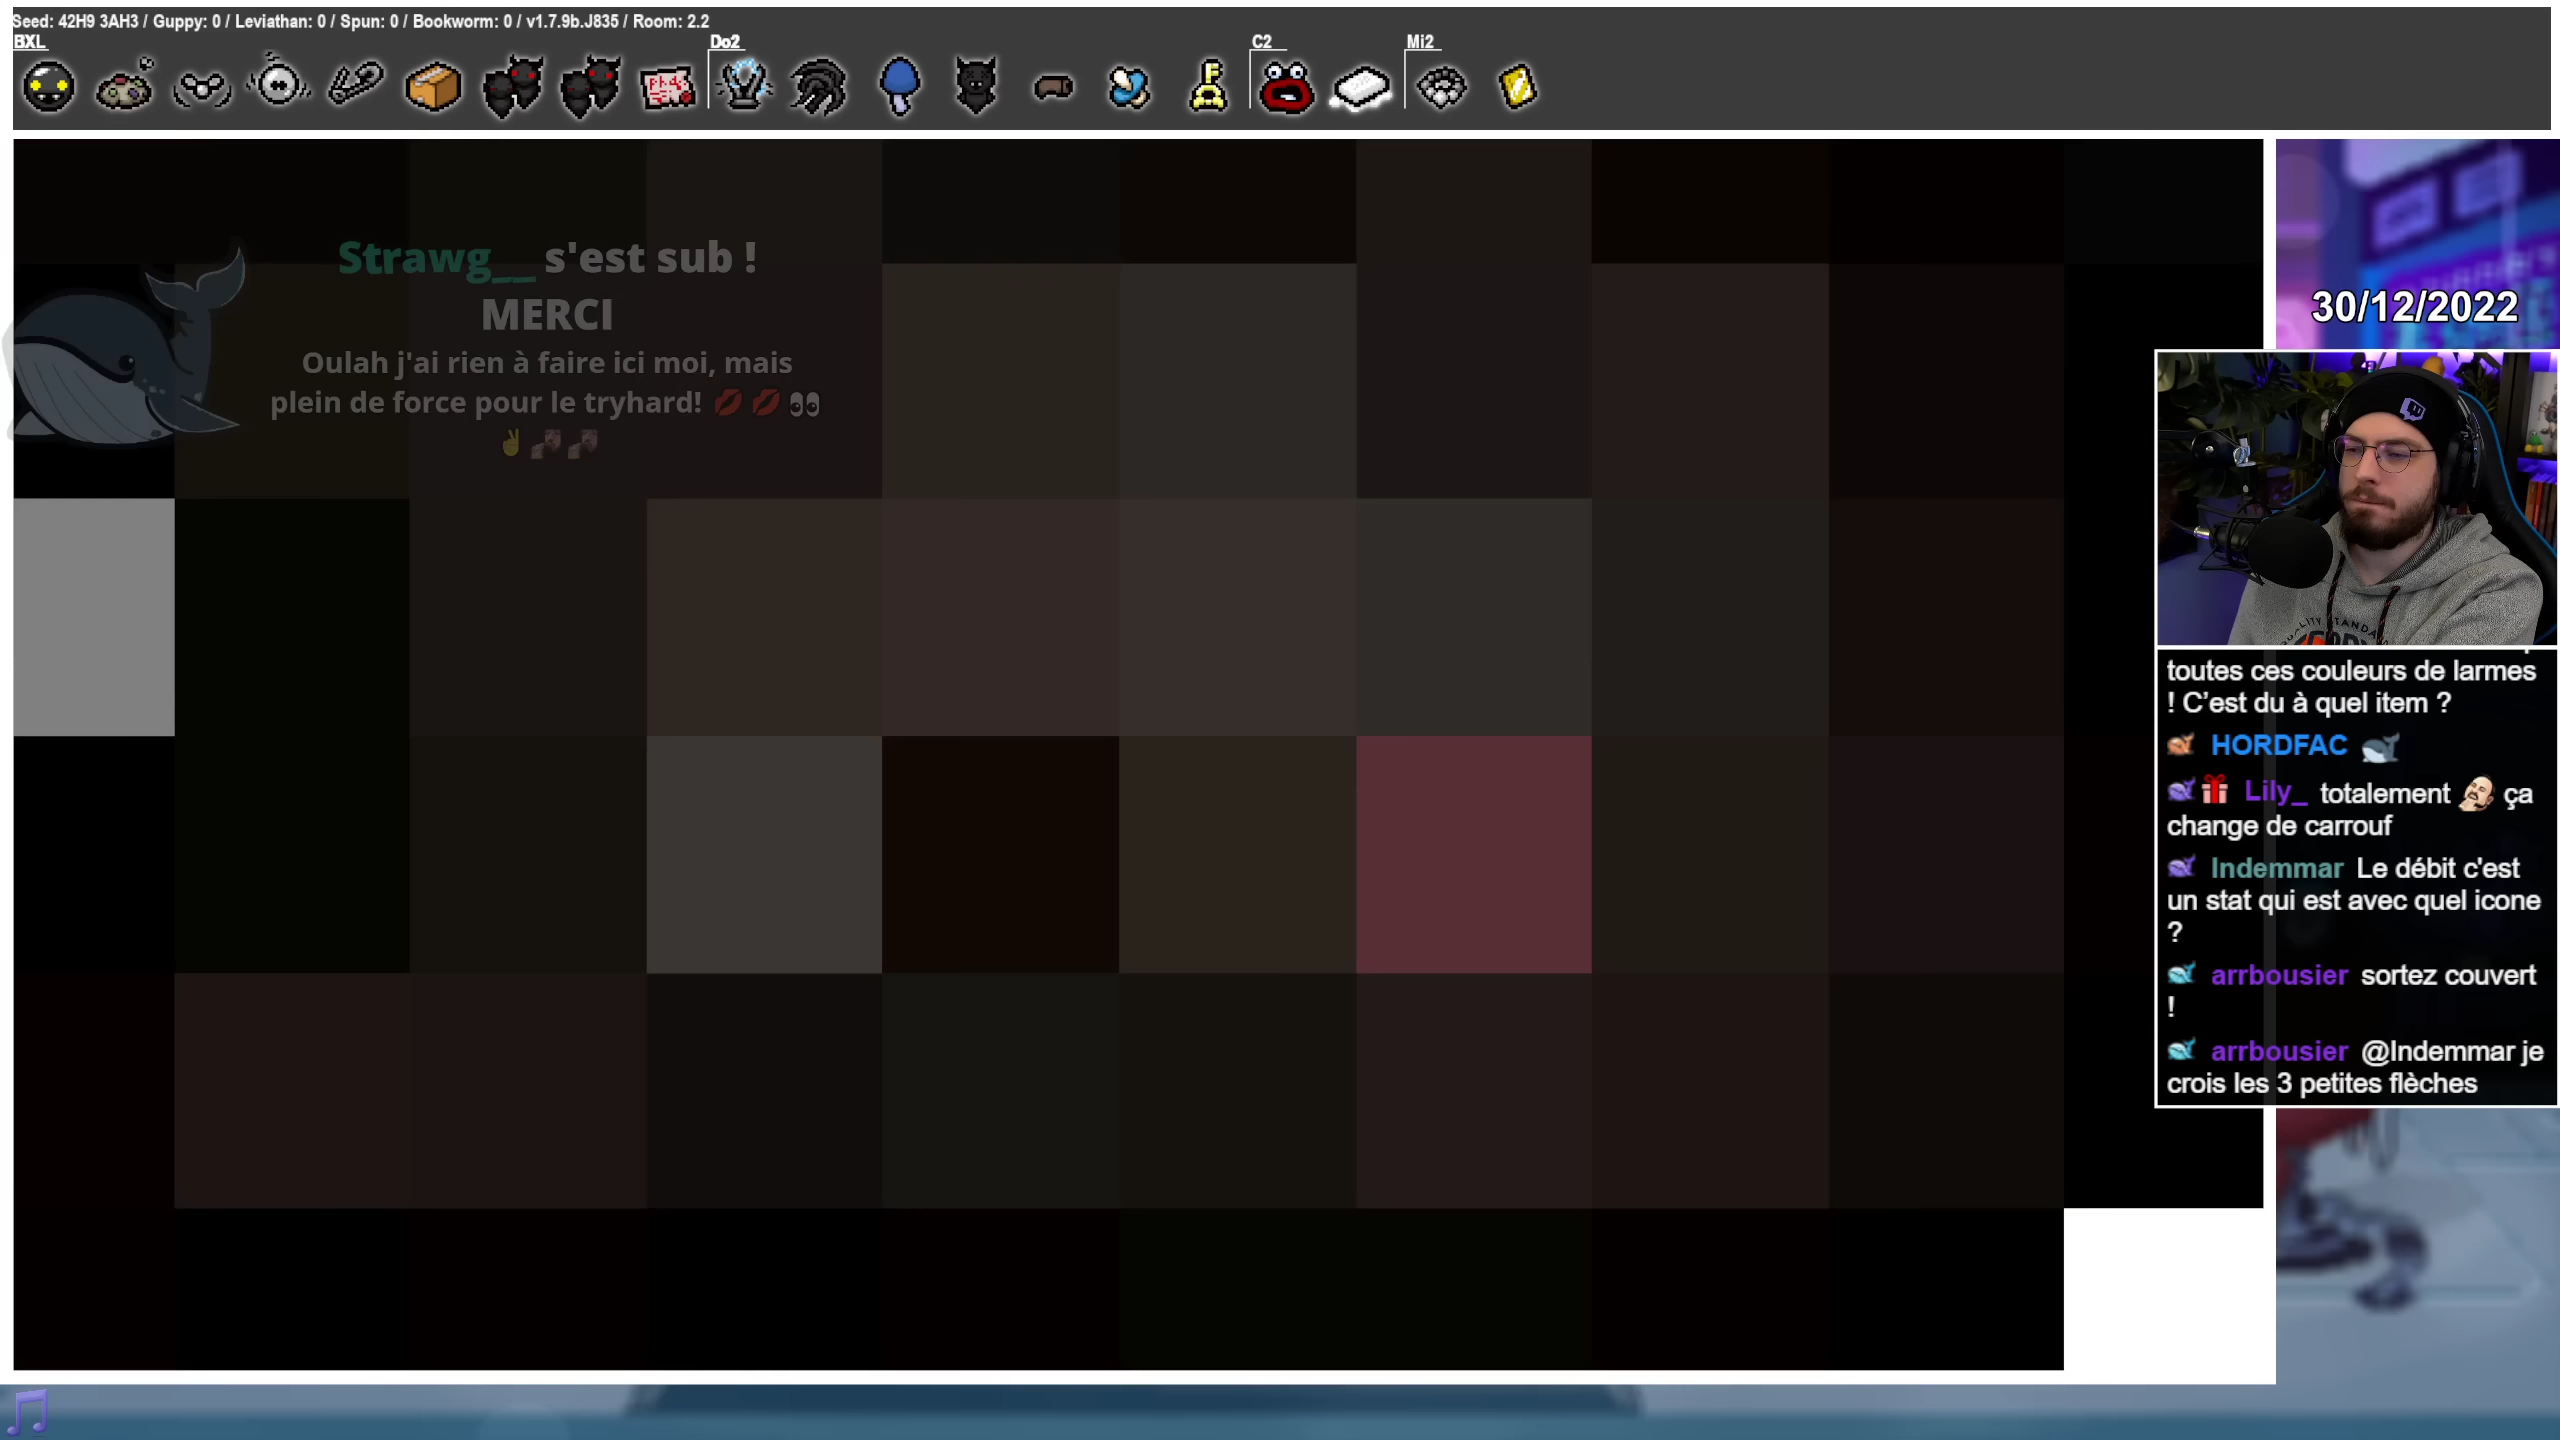 Seed: 42H9 3AH3 / Guppy: 0 / Leviathan: 0 / Spun: 0 / Bookworm: 0 / v1.7.9b.J835 / Room: 2.2
BXL
Do2
C2
Mi2
Strawg__ s'est sub !
MERCI
Oulah j'ai rien à faire ici moi, mais
plein de force pour le tryhard! 💋 💋 👀
✌
30/12/2022
toutes ces couleurs de larmes
! C'est du à quel item ?
HORDFAC
Lily_ totalement ça
change de carrouf
Indemmar Le débit c'est
un stat qui est avec quel icone
?
arrbousier sortez couvert
!
arrbousier @Indemmar je
crois les 3 petites flèches